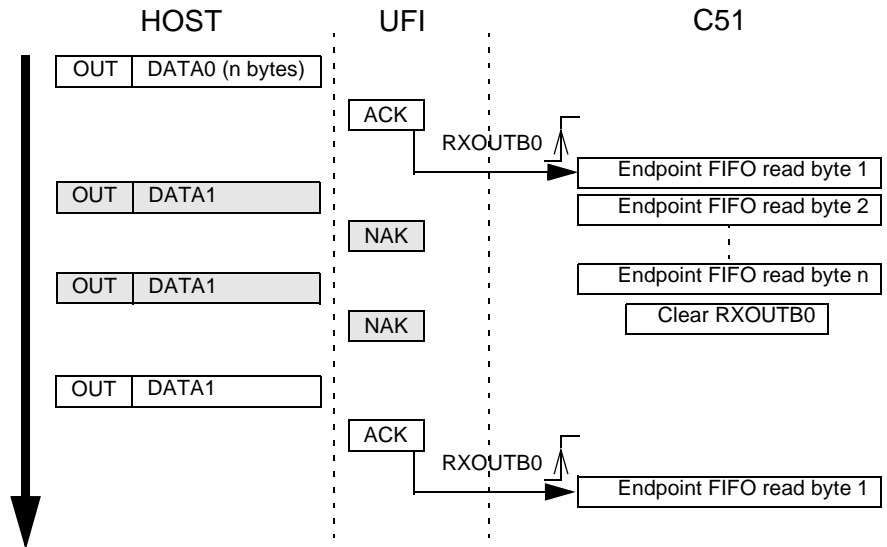 HOST UFI C51
OUT DATA0 (n bytes)
ACK
RXOUTB0
Endpoint FIFO read byte 1
OUT DATA1
Endpoint FIFO read byte 2
NAK
OUT DATA1
Endpoint FIFO read byte n
NAK
Clear RXOUTB0
OUT DATA1
ACK
RXOUTB0
Endpoint FIFO read byte 1